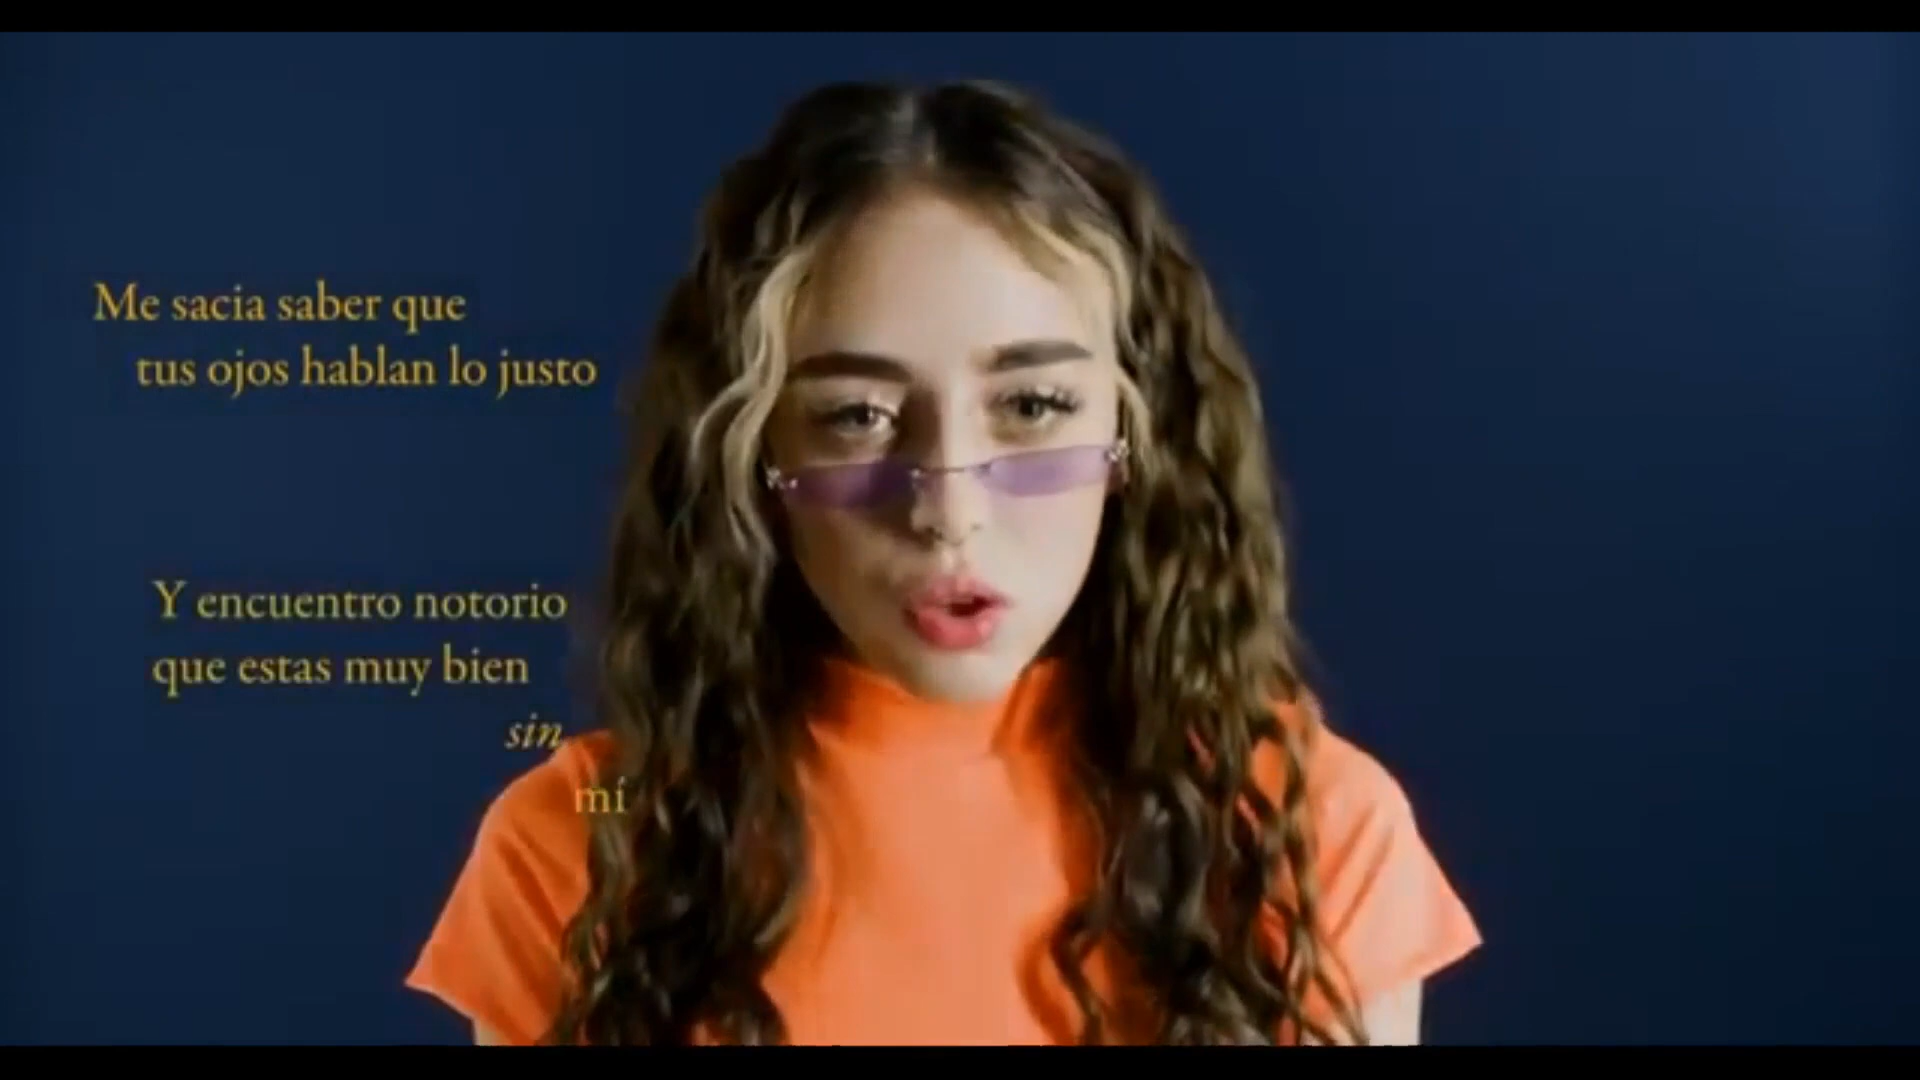 Me sacia saber que
tus ojos hablan lo justo
Y encuentro notorio
que estas muy bien
sin
mí